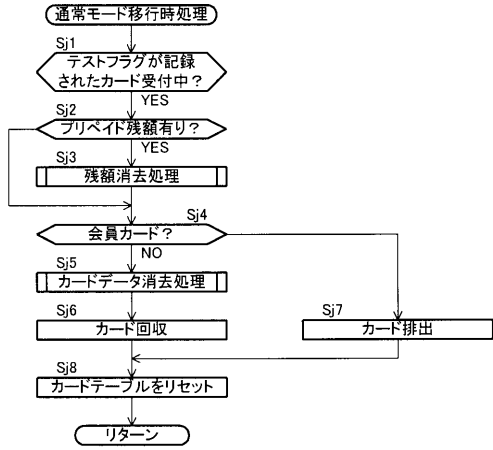 通常モード移行時処理
Sj1
テストフラグが記録
されたカード受付中？
YES
Sj2
プリペイド残額有り？
YES
Sj3
残額消去処理
Sj4
会員カード？
NO
Sj5
カードデータ消去処理
Sj6
カード回収
Sj7
カード排出
Sj8
カードテーブルをリセット
リターン